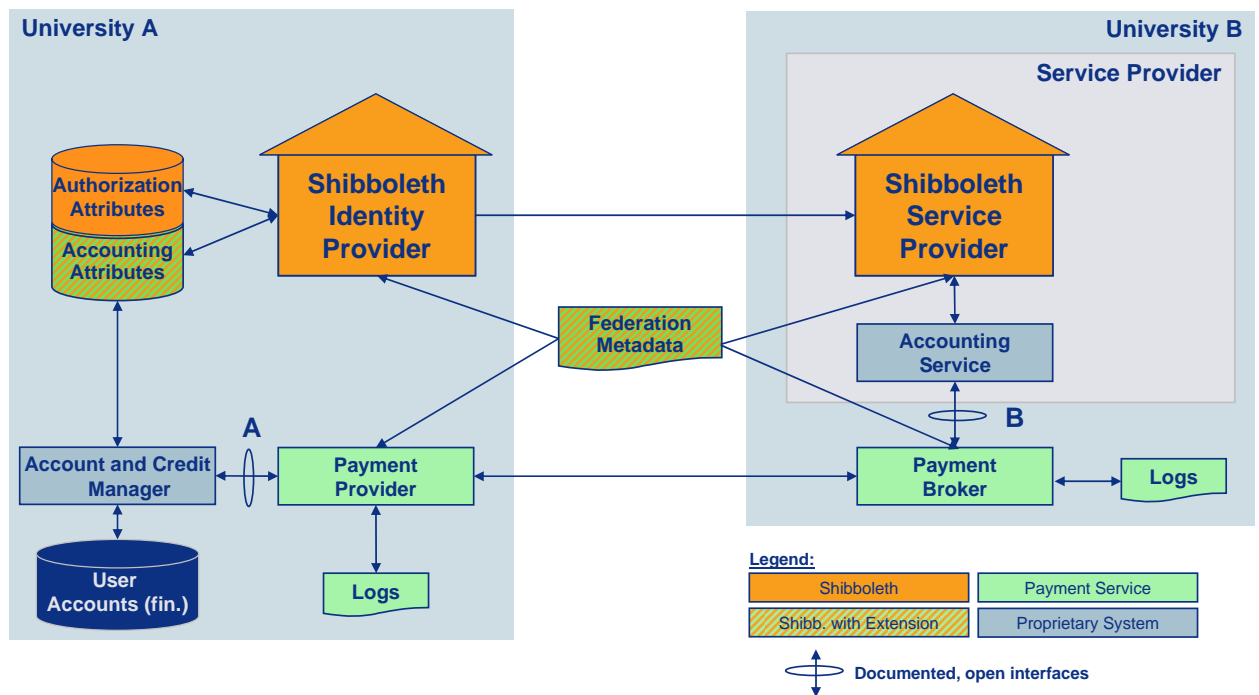 University A
University B
Service Provider
Shibboleth
Identity
Provider
Shibboleth
Service
Provider
Authorization
Attributes
Accounting
Attributes
Federation
Metadata
Accounting
Service
A
B
Account and Credit
Manager
Payment
Provider
Payment
Broker
Logs
User
Accounts (fin.)
Logs
Legend:
Shibboleth
Payment Service
Shibb. with Extension
Proprietary System
Documented, open interfaces